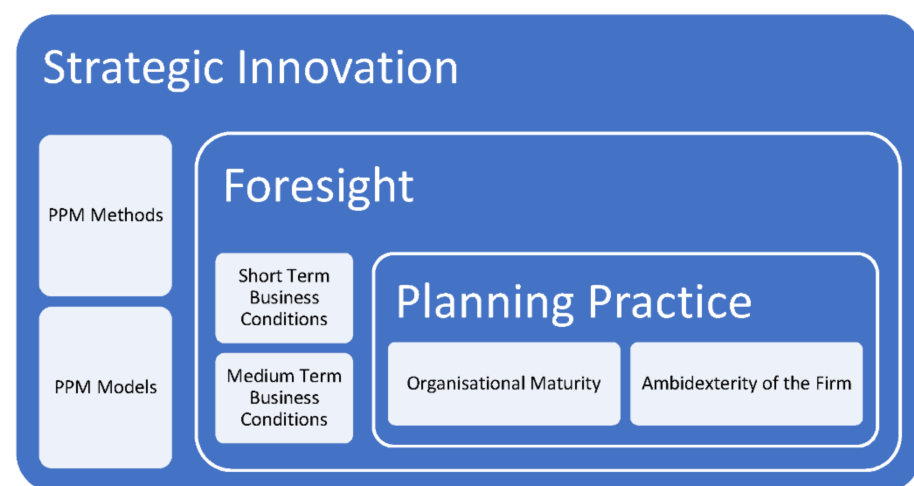 Strategic Innovation
PPM Methods
PPM Models
Foresight
Short Term
Business
Conditions
Medium Term
Business
Conditions
Planning Practice
Organisational Maturity
Ambidexterity of the Firm